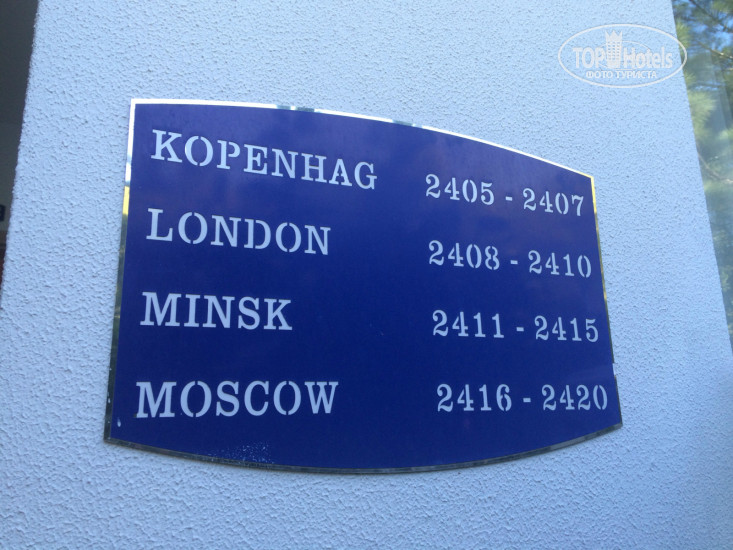 TOP Hotels
ФОТО ТУРИСТА
KOPENHAG 2405 - 2407
LONDON 2408 - 2410
MINSK 2411 - 2415
MOSCOW 2416 - 2420